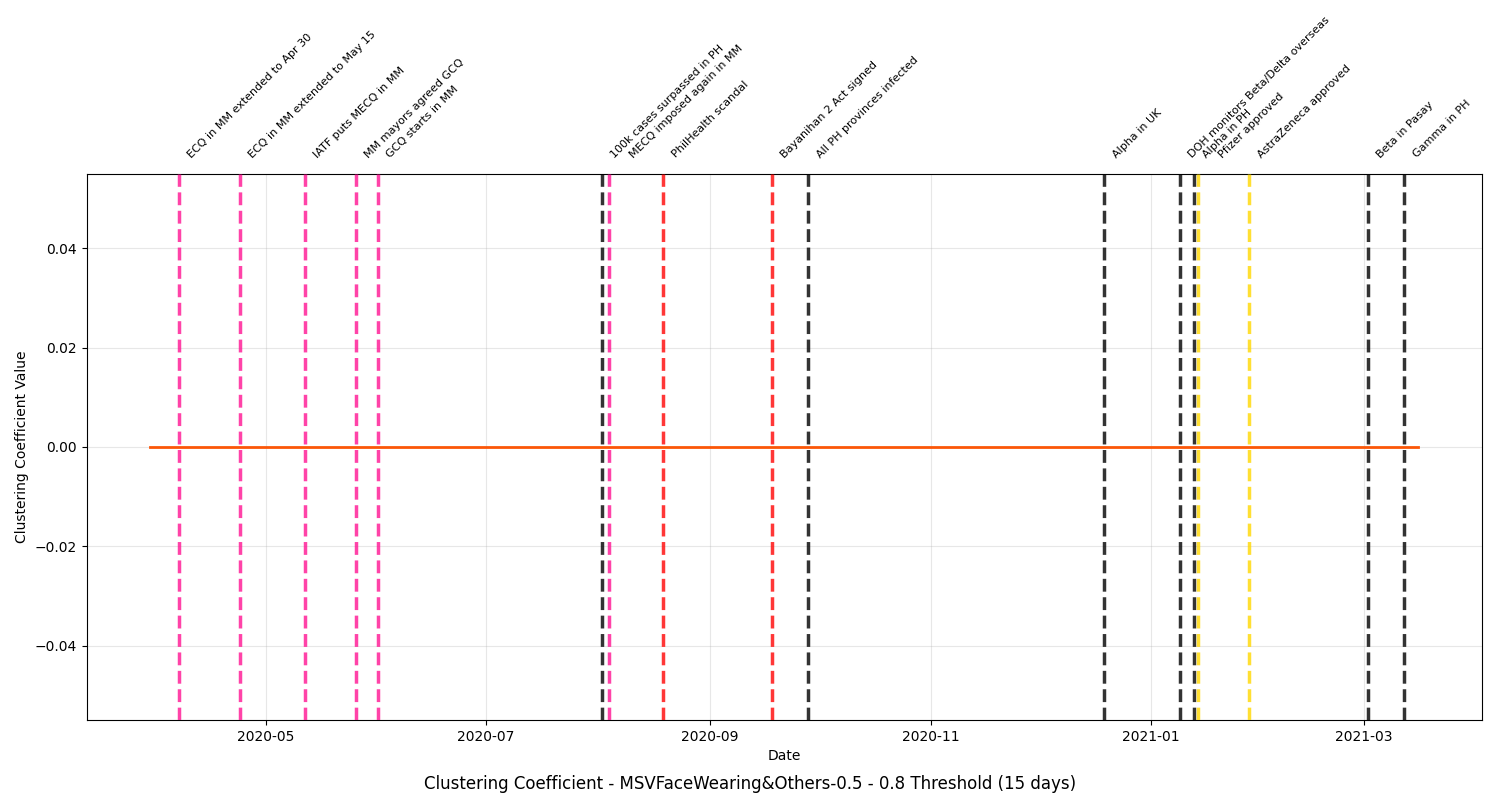 ECQ in MM extended to Apr 30
ECQ in MM extended to May 15
IATF puts MECQ in MM
MM mayors agreed GCQ
GCQ starts in MM
100k cases surpassed in PH
MECQ imposed again in MM
PhilHealth scandal
Bayanihan 2 Act signed
All PH provinces infected
Alpha in UK
DOH monitors Beta/Delta overseas
Alpha in PH
Pfizer approved
AstraZeneca approved
Beta in Pasay
Gamma in PH
Clustering Coefficient Value
0.04
0.02
0.00
−0.02
−0.04
2020-05
2020-07
2020-09
2020-11
2021-01
2021-03
Date
Clustering Coefficient - MSVFaceWearing&Others-0.5 - 0.8 Threshold (15 days)